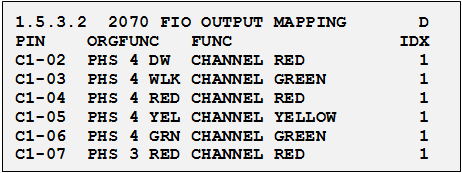 1.5.3.2 2070 FIO OUTPUT MAPPING D
PIN ORGFUNC FUNC IDX
C1-02 PHS 4 DW CHANNEL RED 1
C1-03 PHS 4 WLK CHANNEL GREEN 1
C1-04 PHS 4 RED CHANNEL RED 1
C1-05 PHS 4 YEL CHANNEL YELLOW 1
C1-06 PHS 4 GRN CHANNEL GREEN 1
C1-07 PHS 3 RED CHANNEL RED 1